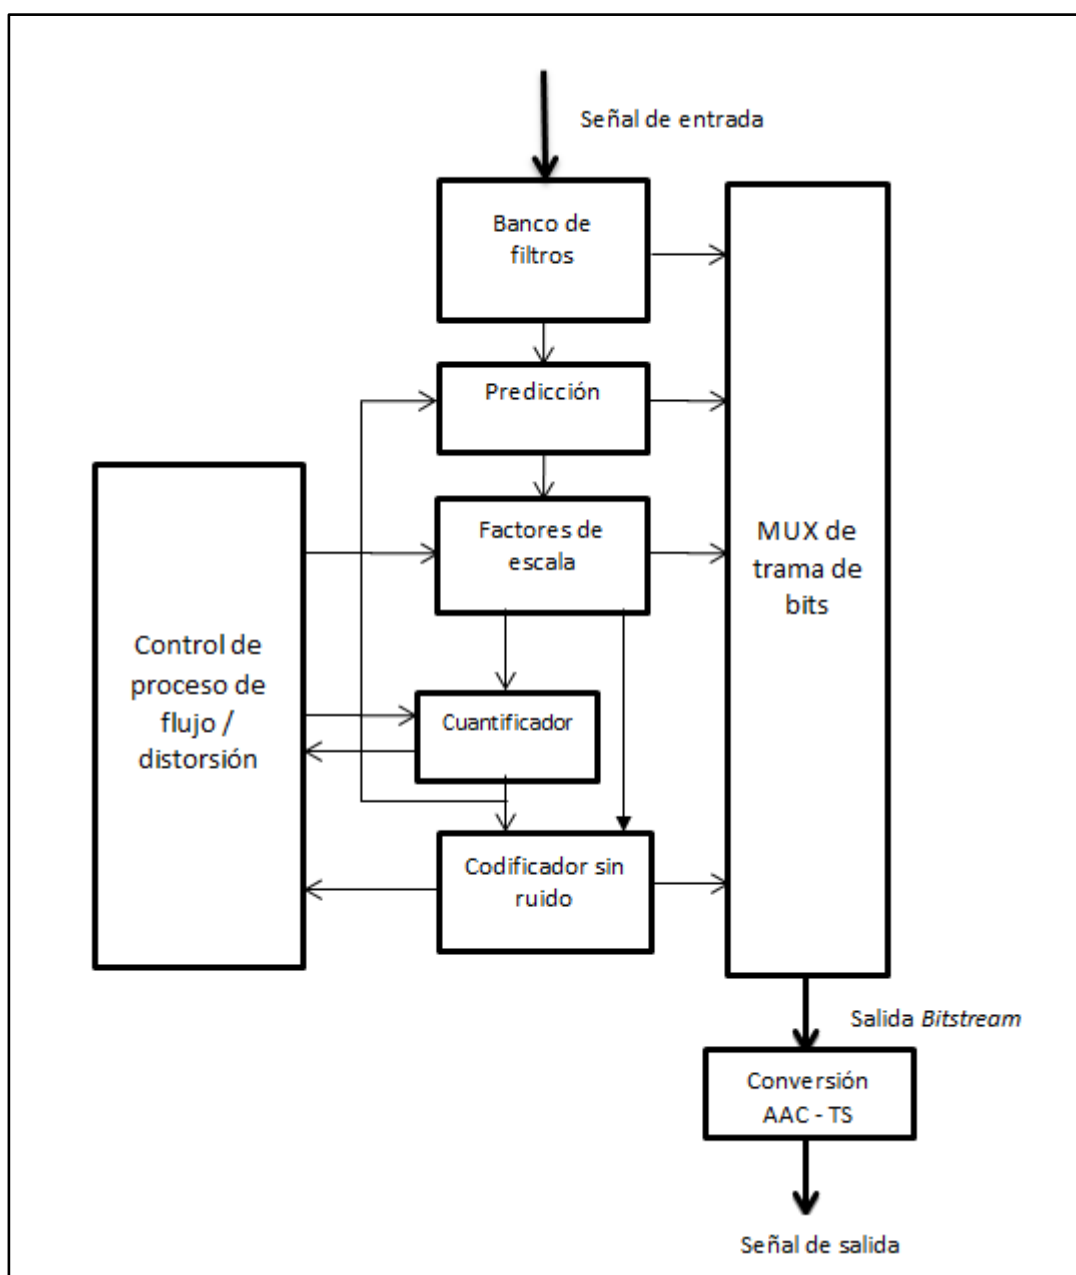 Señal de entrada
Banco de
filtros
Predicción
Factores de
escala
MUX de
trama de
bits
Control de
proceso de
flujo /
distorsión
Cuantificador
Codificador sin
ruido
Salida Bitstream
Conversión
AAC - TS
Señal de salida